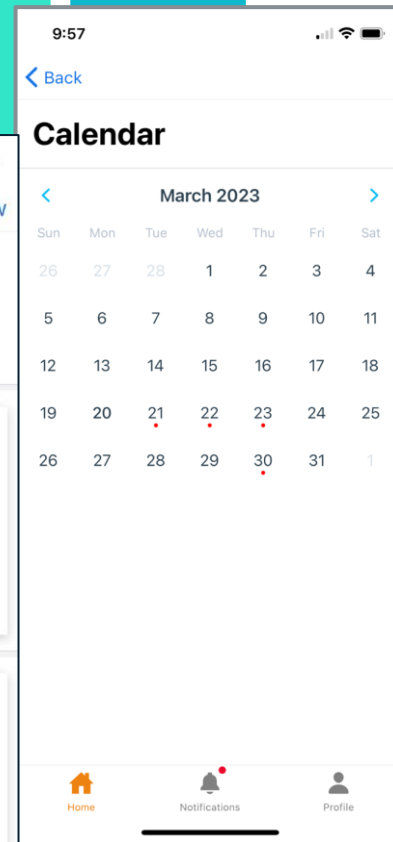 9:57
Back
Calendar
March 2023
Sun Mon Tue Wed Thu Fri Sat
26 27 28 1 2 3 4
5 6 7 8 9 10 11
12 13 14 15 16 17 18
19 20 21 22 23 24 25
26 27 28 29 30 31 1
Home Notifications Profile